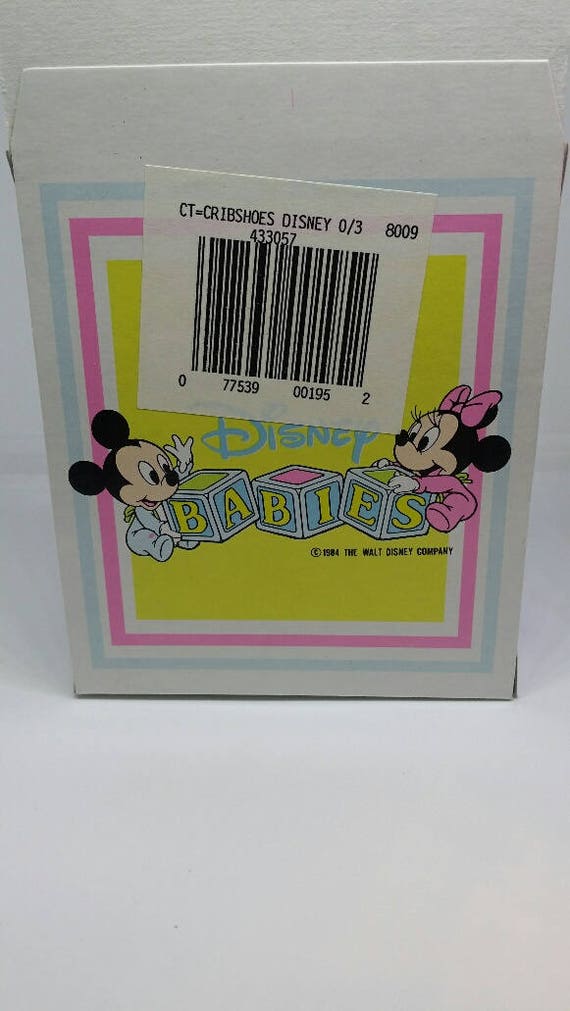 CT=CRIBSHOES DISNEY 0/3 8009
433057
0 77539 00195 2
Disney
BABIES
© 1984 THE WALT DISNEY COMPANY